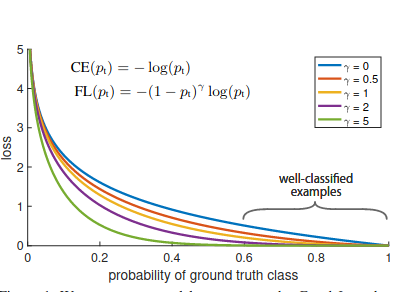 5
4
3
2
1
0
loss
CE(pt) = − log(pt)
FL(pt) = −(1 − pt)γ log(pt)
γ = 0
γ = 0.5
γ = 1
γ = 2
γ = 5
well-classified
examples
0 0.2 0.4 0.6 0.8 1
probability of ground truth class